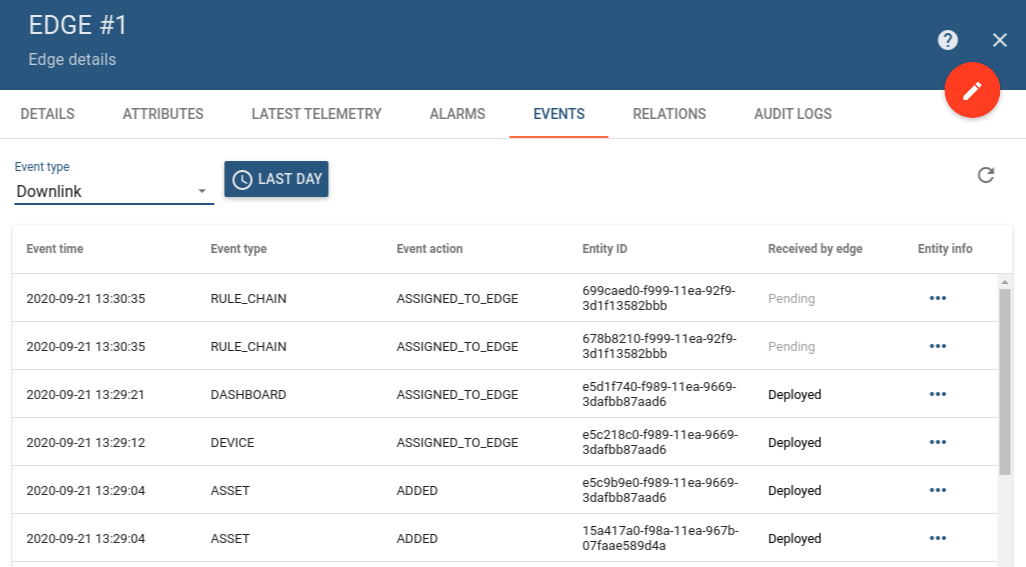 EDGE #1
Edge details
DETAILS ATTRIBUTES LATEST TELEMETRY ALARMS EVENTS RELATIONS AUDIT LOGS
Event type
Downlink
LAST DAY
Event time Event type Event action Entity ID Received by edge Entity info
2020-09-21 13:30:35 RULE_CHAIN ASSIGNED_TO_EDGE 699caed0-f999-11ea-92f9-
3d1f13582bbb Pending
2020-09-21 13:30:35 RULE_CHAIN ASSIGNED_TO_EDGE 678b8210-f999-11ea-92f9-
3d1f13582bbb Pending
2020-09-21 13:29:21 DASHBOARD ASSIGNED_TO_EDGE e5d1f740-f989-11ea-9669-
3dafbb87aad6 Deployed
2020-09-21 13:29:12 DEVICE ASSIGNED_TO_EDGE e5c218c0-f989-11ea-9669-
3dafbb87aad6 Deployed
2020-09-21 13:29:04 ASSET ADDED e5c9b9e0-f989-11ea-9669-
3dafbb87aad6 Deployed
2020-09-21 13:29:04 ASSET ADDED 15a417a0-f98a-11ea-967b-
07faae589d4a Deployed